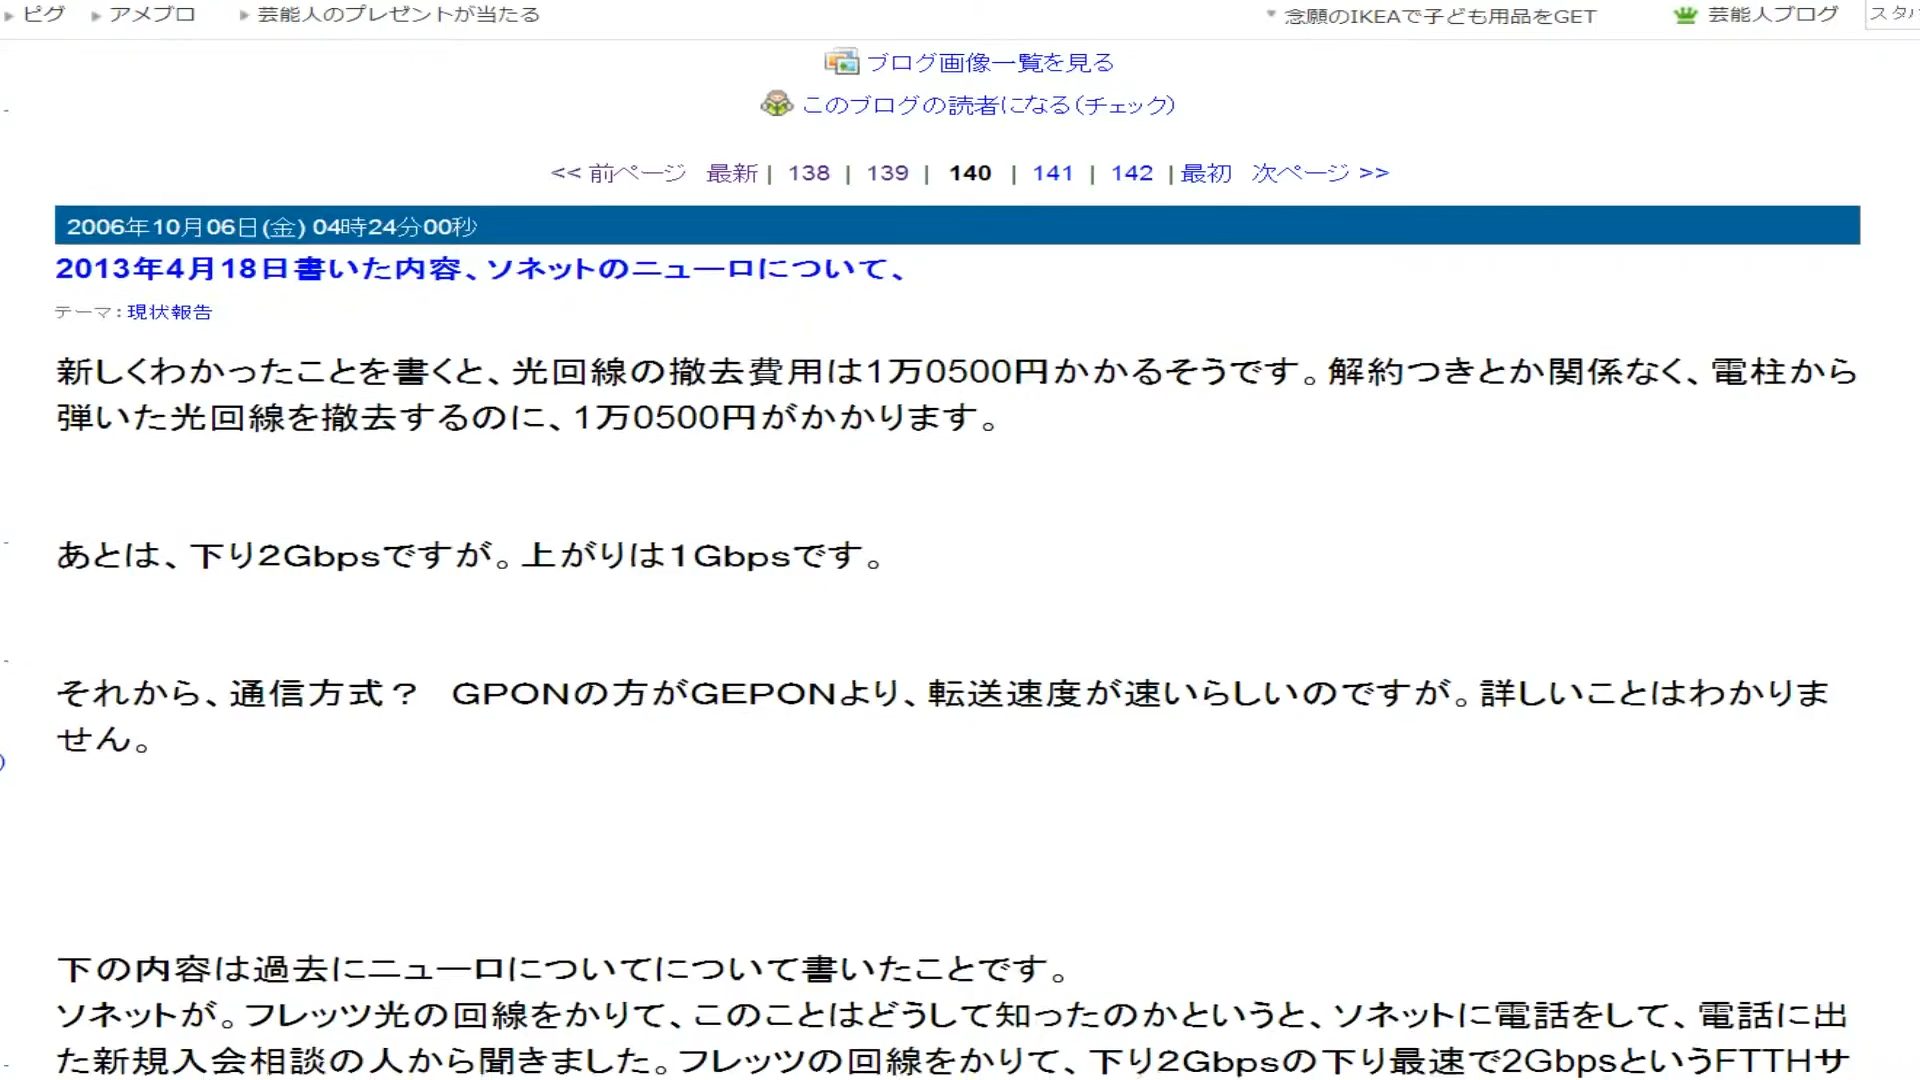 ピグ アメブロ 芸能人のプレゼントが当たる 念願のIKEAで子ども用品をGET 芸能人ブログ
ブログ画像一覧を見る
このブログの読者になる(チェック)
<< 前ページ 最新 | 138 | 139 | 140 | 141 | 142 | 最初 次ページ >>
2006年10月06日(金) 04時24分00秒
2013年4月18日書いた内容、ソネットのニューロについて、
テーマ：現状報告
新しくわかったことを書くと、光回線の撤去費用は1万0500円かかるそうです。解約つきとか関係なく、電柱から
弾いた光回線を撤去するのに、1万0500円がかかります。
あとは、下り2Gbpsですが。上がりは1Gbpsです。
それから、通信方式？ GPONの方がGEPONより、転送速度が速いらしいのですが。詳しいことはわかりま
せん。
下の内容は過去にニューロについてについて書いたことです。
ソネットが。フレッツ光の回線をかりて、このことはどうして知ったのかというと、ソネットに電話をして、電話に出
た新規入会相談の人から聞きました。フレッツの回線をかりて、下り2Gbpsの下り最速で2GbpsというFTTHサ